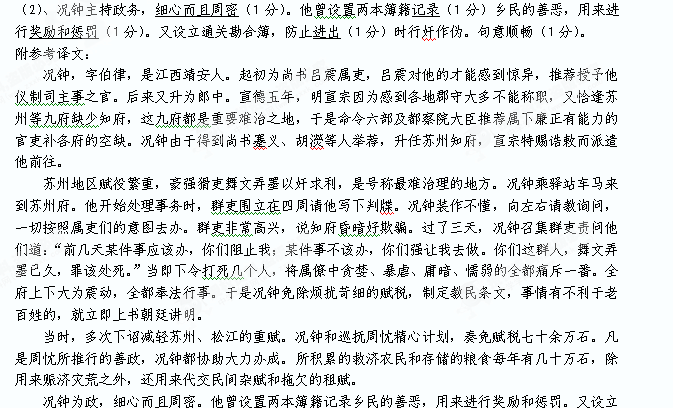 (2)、况钟主持政务，细心而且周密（1 分）。他曾设置两本簿籍记录（1 分）乡民的善恶，用来进
行奖励和惩罚（1 分）。又设立通关勘合簿，防止进出（1 分）时行奸作伪。句意顺畅（1 分）。
附参考译文：
况钟，字伯律，是江西靖安人。起初为尚书吕震属吏，吕震对他的才能感到惊异，推荐授予他
仪制司主事之官。后来又升为郎中。宣德五年，明宣宗因为感到各地郡守大多不能称职，又恰逢苏
州等九府缺少知府，这九府都是重要难治之地，于是命令六部及都察院大臣推荐属下廉正有能力的
官吏补各府的空缺。况钟由于得到尚书蹇义、胡濙等人举荐，升任苏州知府，宣宗特赐诰敕而派遣
他前往。
苏州地区赋役繁重，豪强猾吏舞文弄墨以奸求利，是号称最难治理的地方。况钟乘驿站车马来
到苏州府。他开始处理事务时，群吏围立在四周请他写下判牒。况钟装作不懂，向左右请教询问，
一切按照属吏们的意图去办。群吏非常高兴，说知府昏暗好欺骗。过了三天，况钟召集群吏责问他
们道：“前几天某件事应该办，你们阻止我；某件事不该办，你们强让我去做。你们这群人，舞文弄
墨已久，罪该处死。”当即下令打死几个人，将属僚中贪婪、暴虐、庸暗、懦弱的全都痛斥一番。全
府上下大为震动，全都奉法行事。于是况钟免除烦扰苛细的赋税，制定教民条文，事情有不利于老
百姓的，就立即上书朝廷讲明。
当时，多次下诏减轻苏州、松江的重赋。况钟和巡抚周忱精心计划，奏免赋税七十余万石。凡
是周忱所推行的善政，况钟都协助大力办成。所积累的救济农民和存储的粮食每年有几十万石，除
用来赈济灾荒之外，还用来代交民间杂赋和拖欠的租赋。
况钟为政，细心而且周密。他曾设置两本簿籍记录乡民的善恶，用来进行奖励和惩罚。又设立